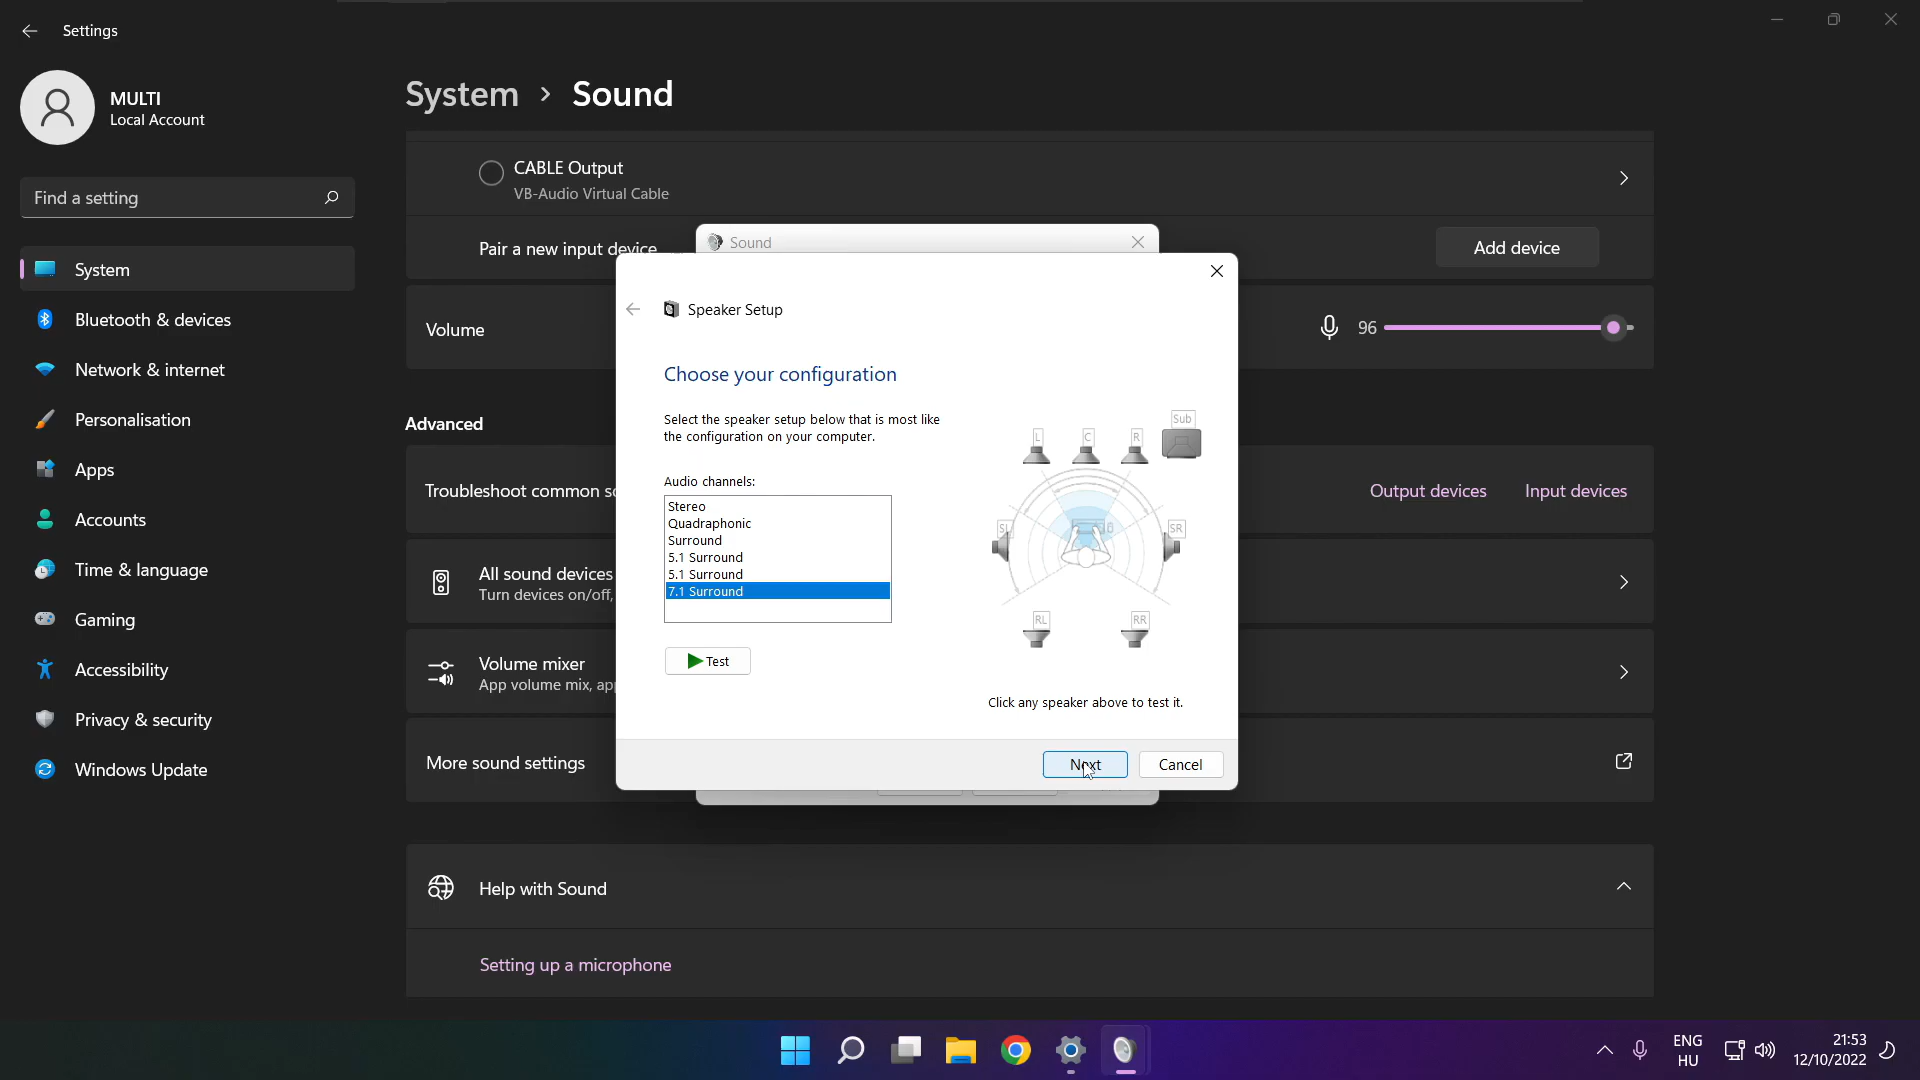 Settings
MULTI
Local Account
Find a setting
System
Bluetooth & devices
Network & internet
Personalisation
Apps
Accounts
Time & language
Gaming
Accessibility
Privacy & security
Windows Update
System > Sound
CABLE Output
VB-Audio Virtual Cable
Pair a new input device
Add device
Volume
96
Advanced
Troubleshoot common
Output devices
Input devices
All sound devices
Turn devices on/off,
Volume mixer
App volume mix,
More sound settings
Help with Sound
Setting up a microphone
Sound
Speaker Setup
Choose your configuration
Select the speaker setup below that is most like
the configuration on your computer.
Audio channels:
Stereo
Quadraphonic
Surround
5.1 Surround
5.1 Surround
7.1 Surround
Test
L
C
R
Sub
SL
SR
RL
RR
Click any speaker above to test it.
Next
Cancel
ENG
HU
21:53
12/10/2022